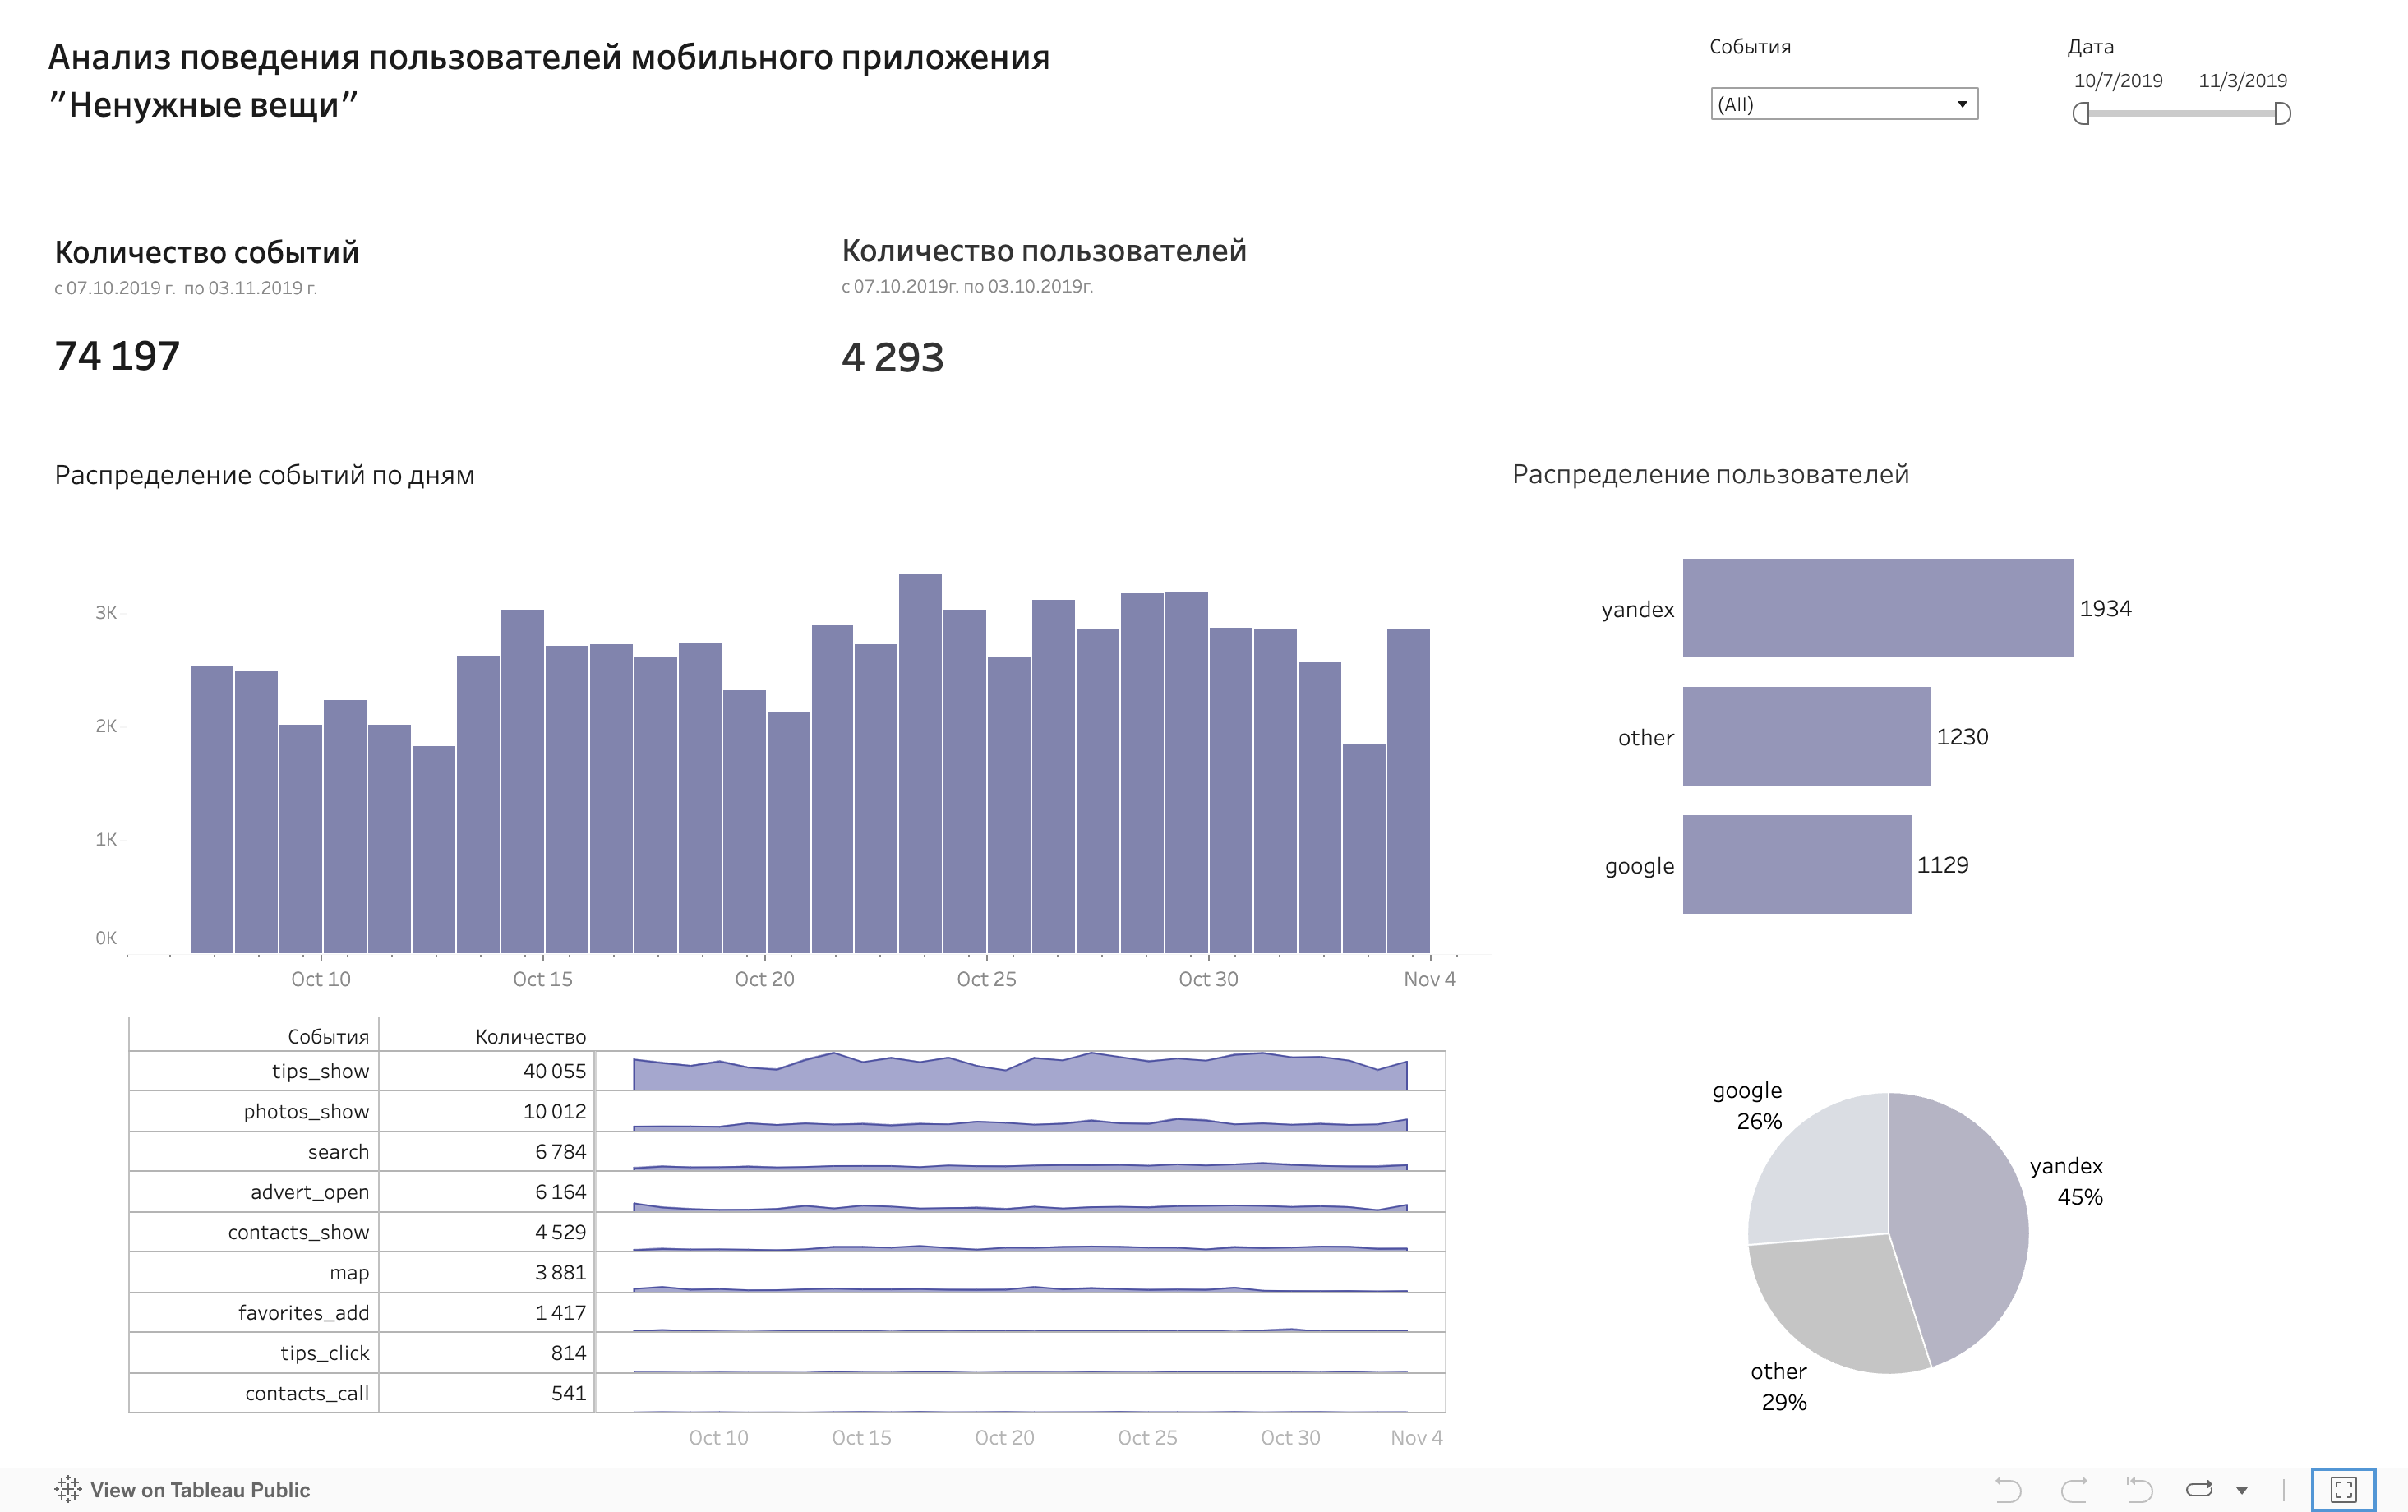 Анализ поведения пользователей мобильного приложения
”Ненужные вещи”
События
(All)
Дата
10/7/2019 11/3/2019
Количество событий
с 07.10.2019 г. по 03.11.2019 г.
74 197
Количество пользователей
с 07.10.2019г. по 03.10.2019г.
4 293
Распределение событий по дням
3K
2K
1K
0K
Oct 10 Oct 15 Oct 20 Oct 25 Oct 30 Nov 4
Распределение пользователей
yandex 1934
other 1230
google 1129
События Количество
tips_show 40 055
photos_show 10 012
search 6 784
advert_open 6 164
contacts_show 4 529
map 3 881
favorites_add 1 417
tips_click 814
contacts_call 541
Oct 10 Oct 15 Oct 20 Oct 25 Oct 30 Nov 4
google
26%
yandex
45%
other
29%
View on Tableau Public